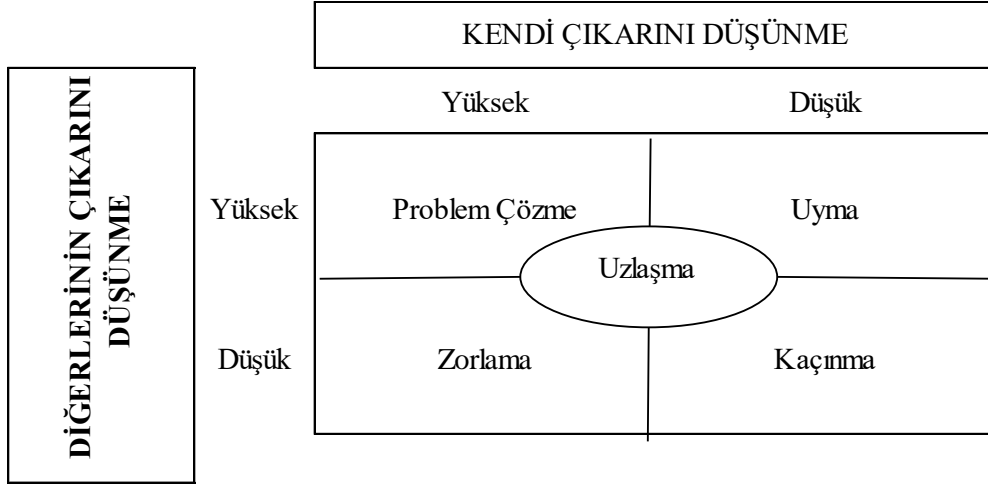 KENDİ ÇIKARINI DÜŞÜNME
Yüksek Düşük
DİĞERLERİNİN ÇIKARINI
DÜŞÜNME
Yüksek Problem Çözme Uyma
Uzlaşma
Düşük Zorlama Kaçınma